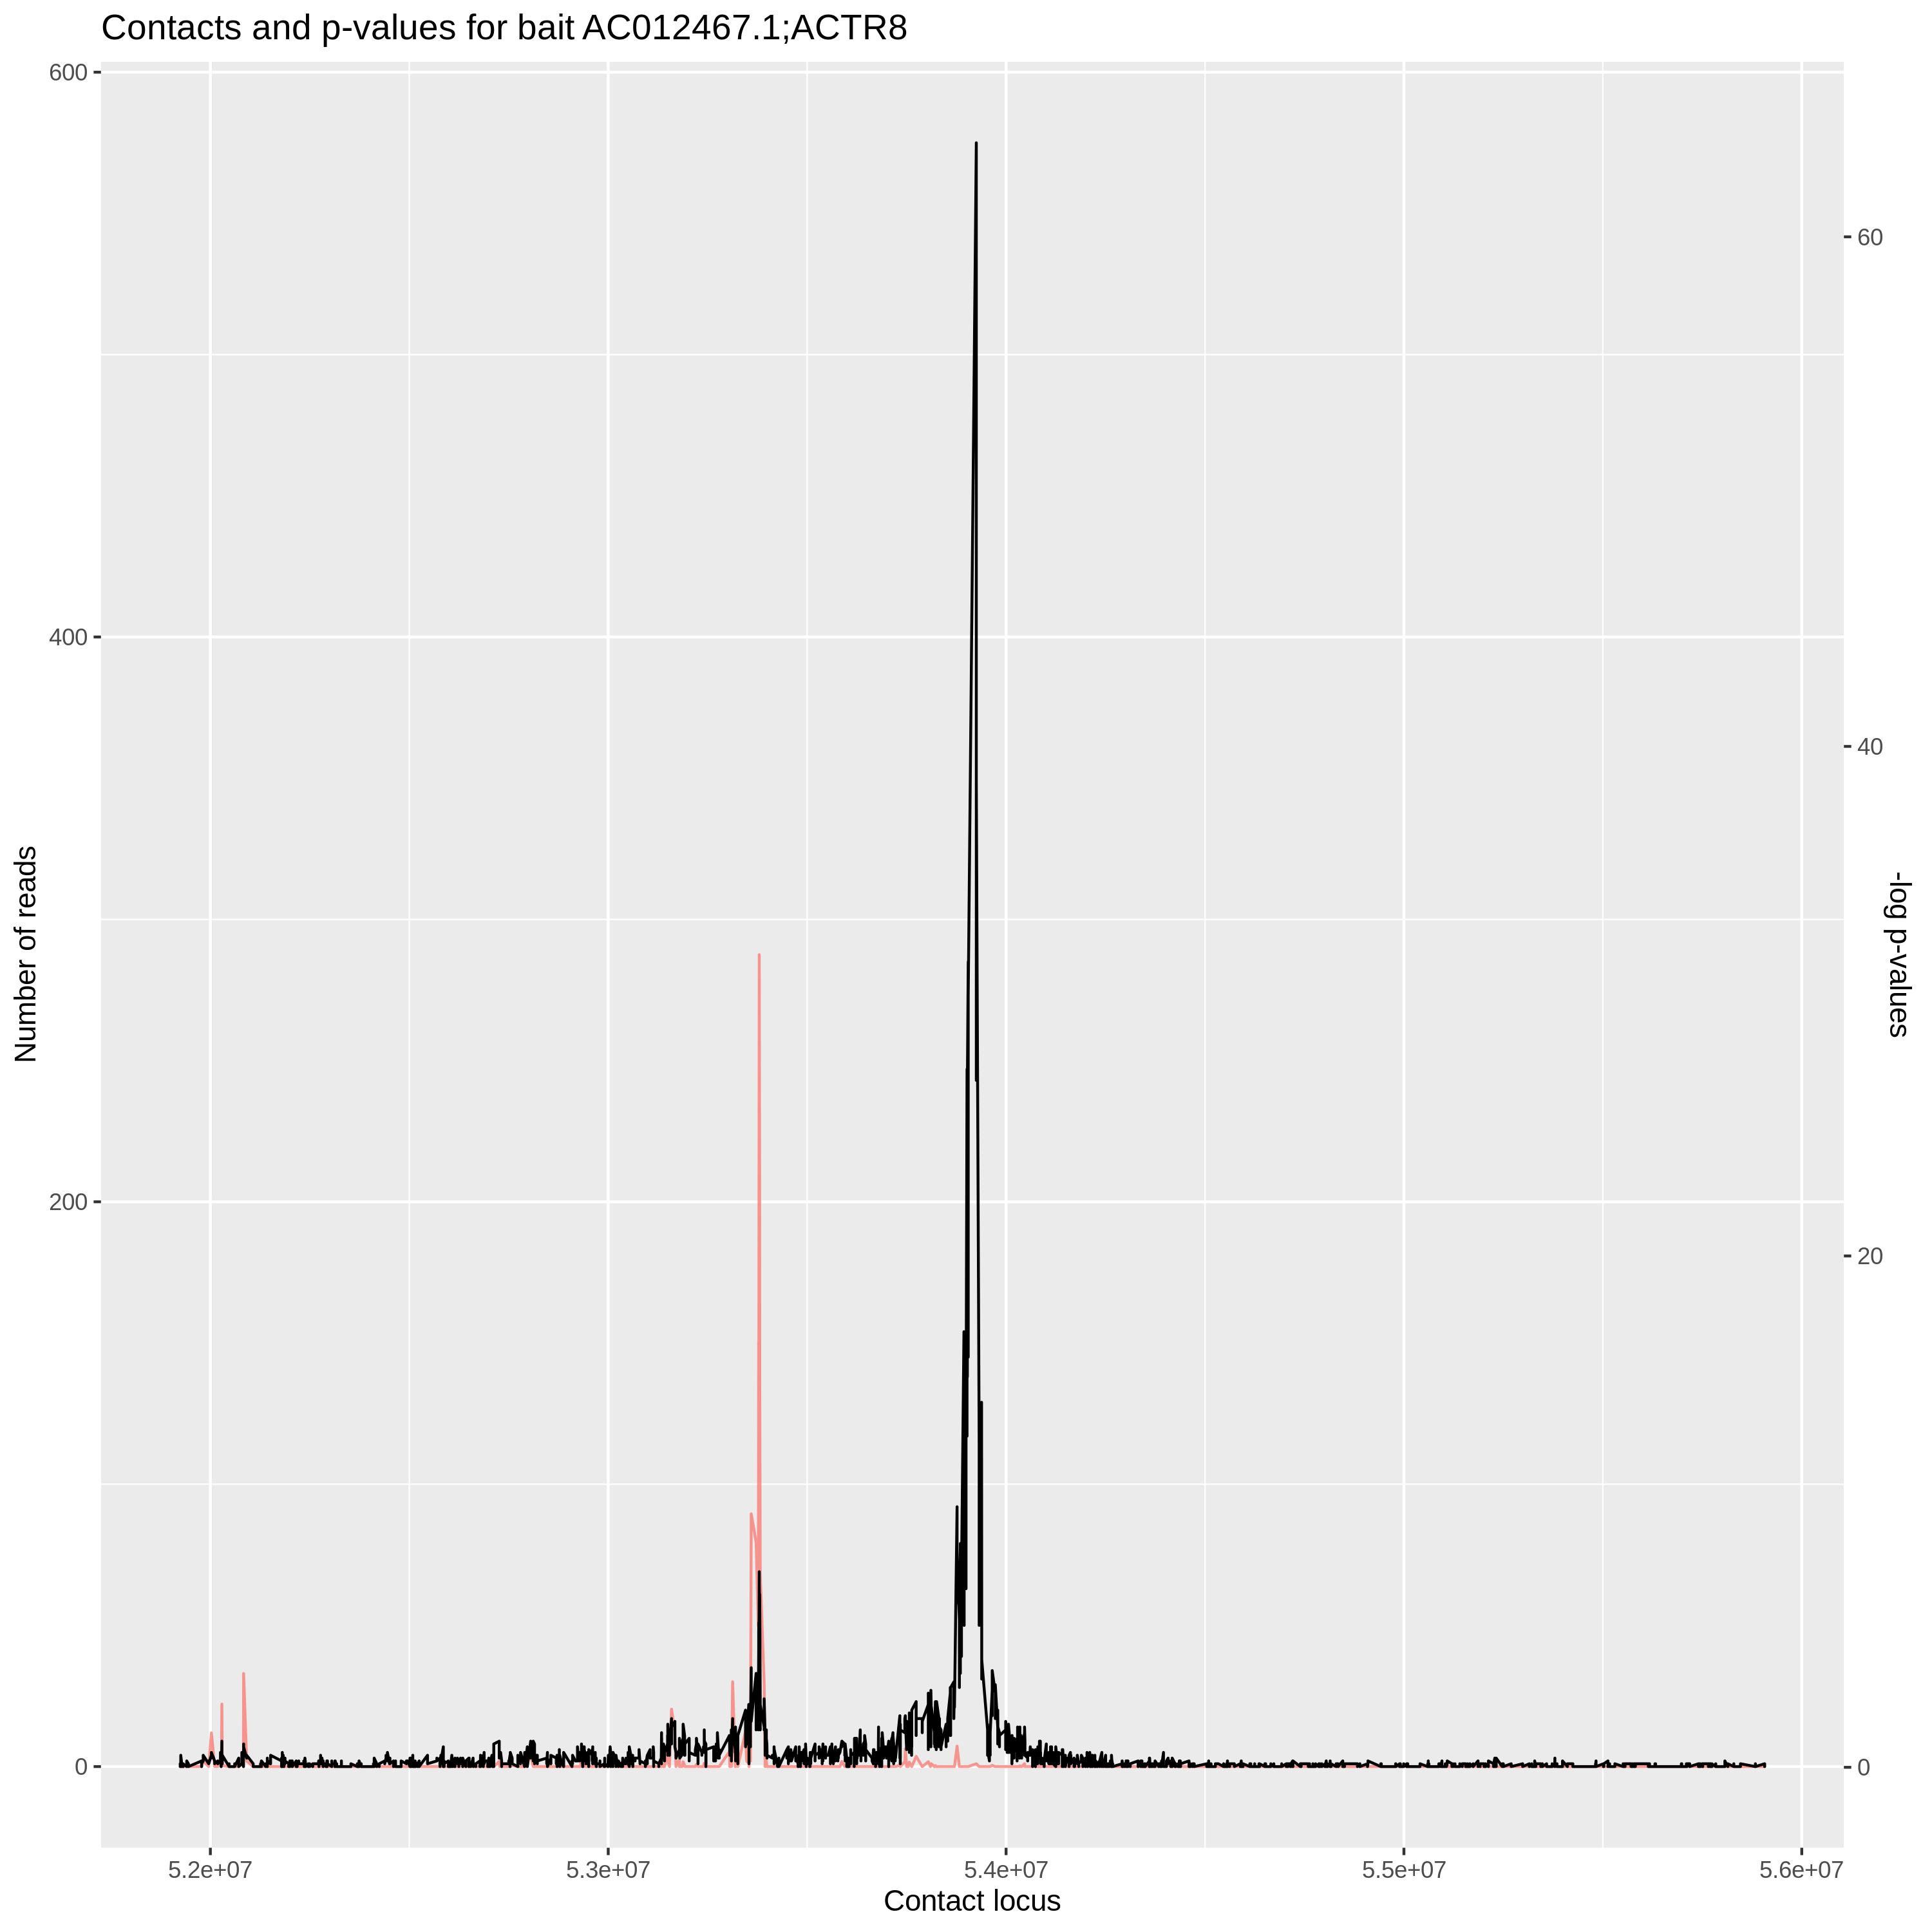 Contacts and p-values for bait AC012467.1;ACTR8
600
400
200
0
Number of reads
60
40
20
0
-log p-values
5.2e+07
5.3e+07
5.4e+07
5.5e+07
5.6e+07
Contact locus